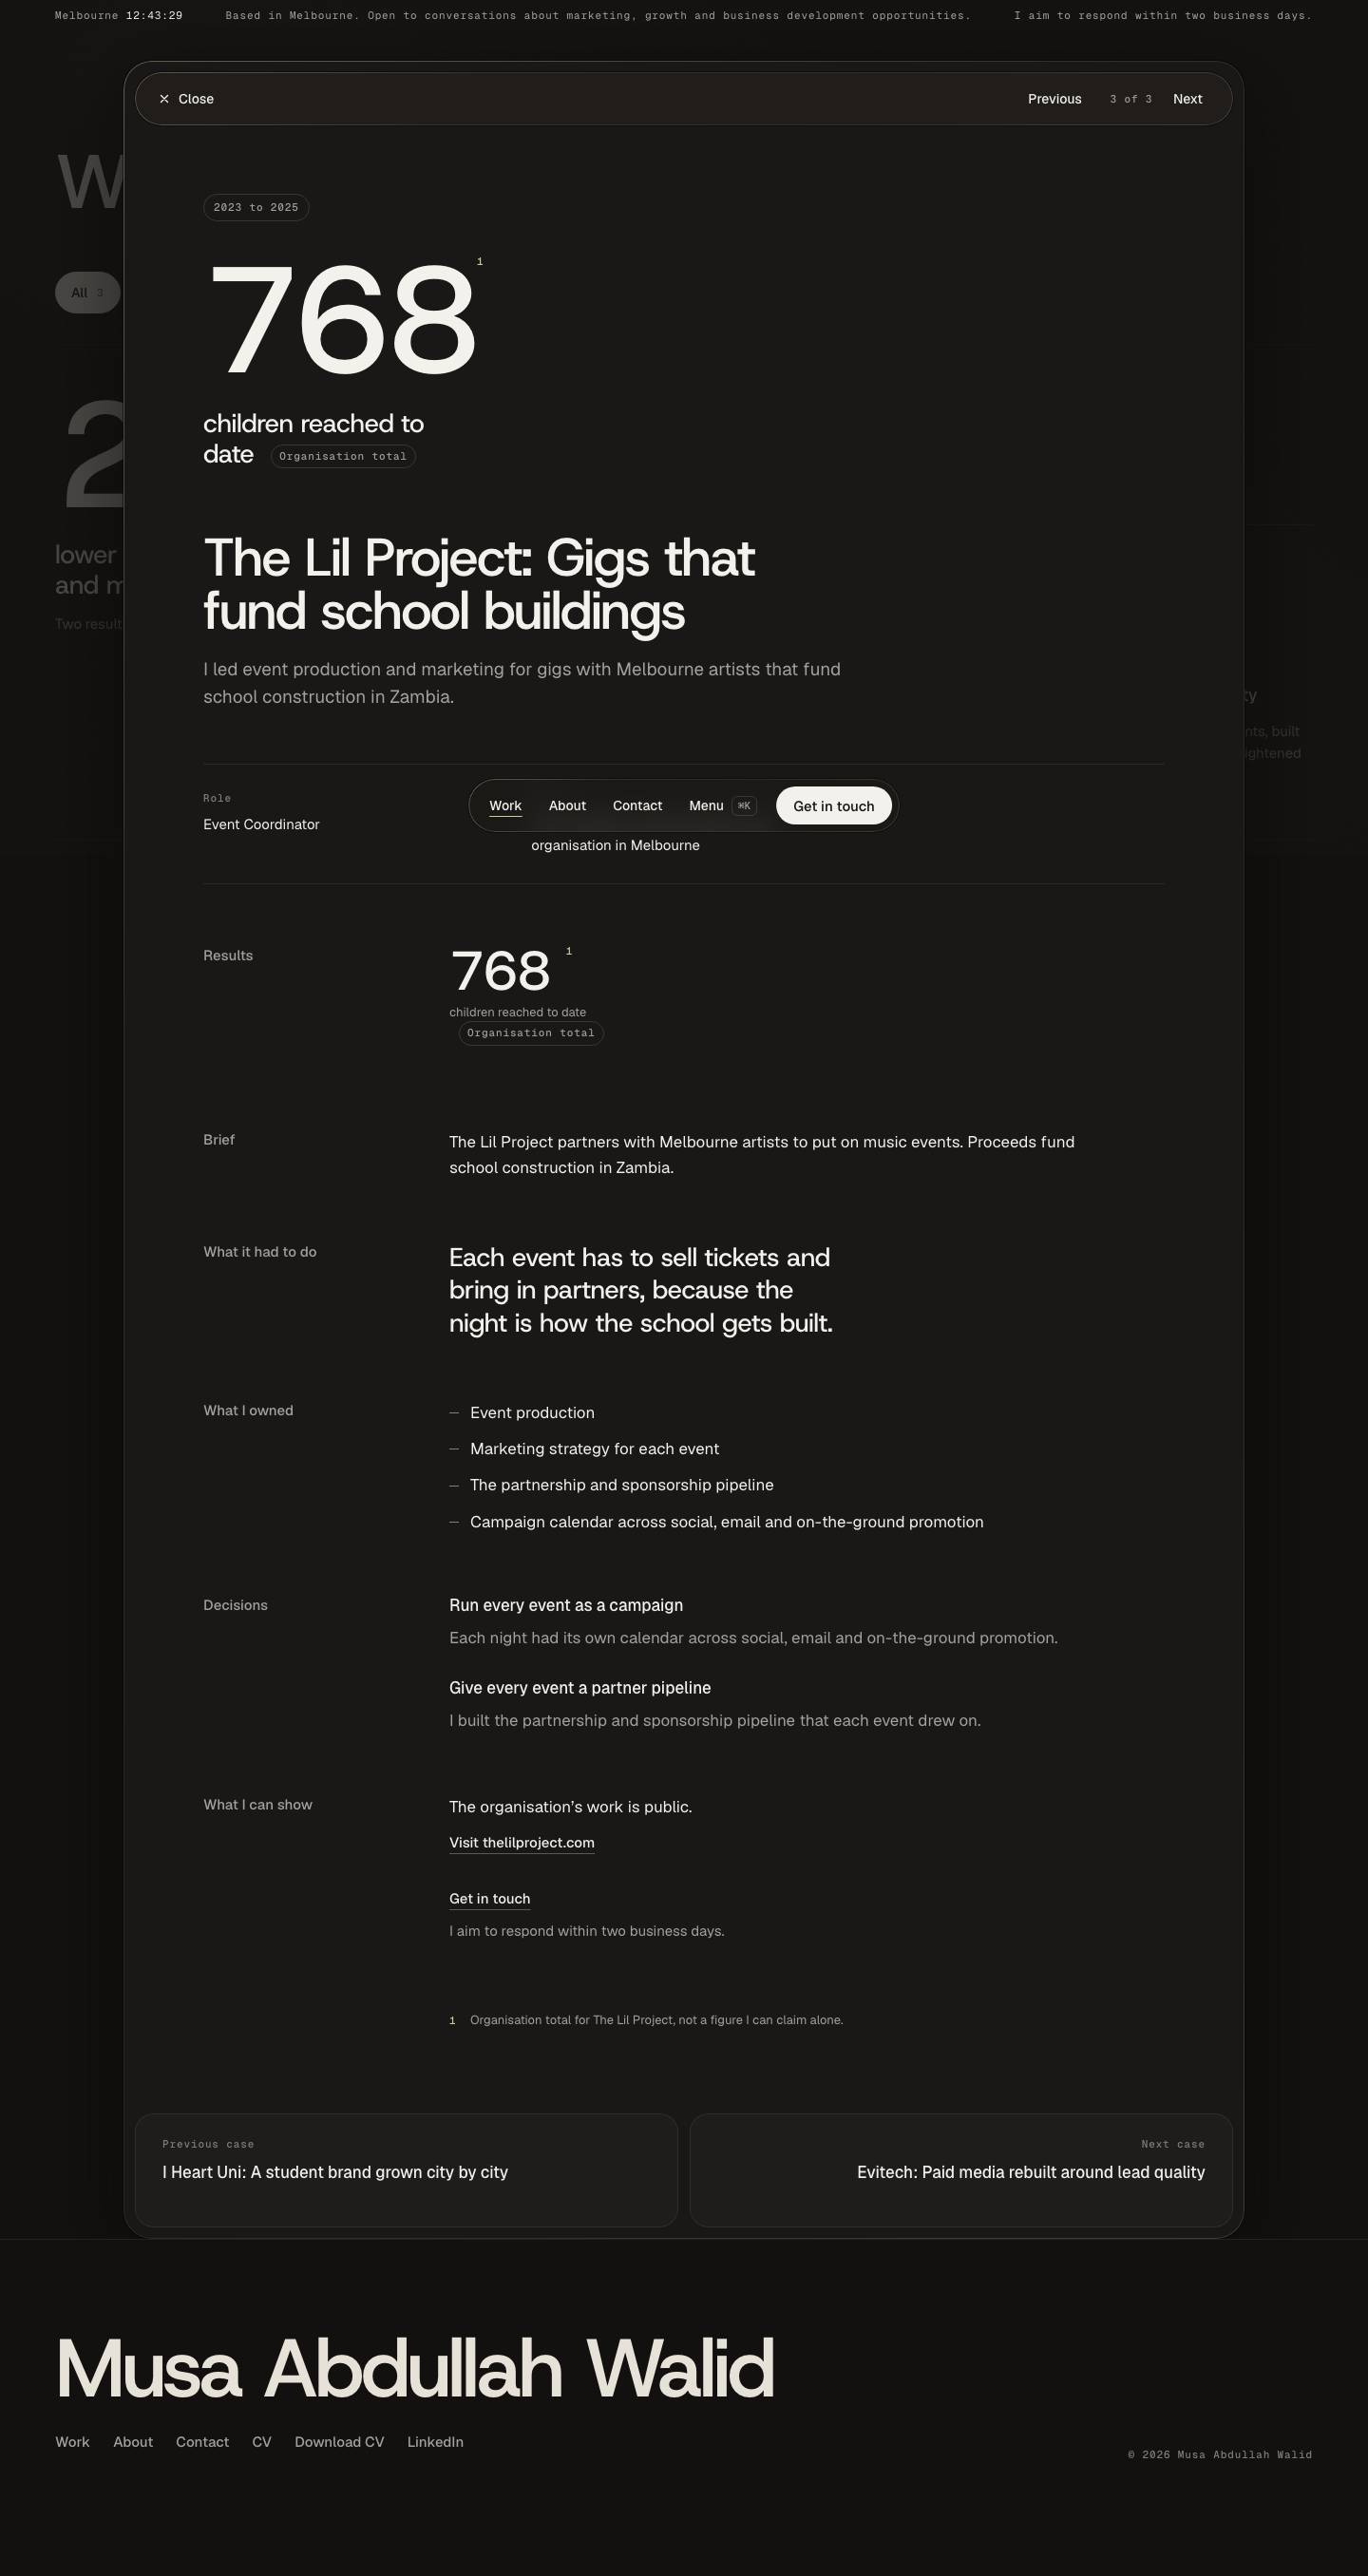 Melbourne 12:43:29 Based in Melbourne. Open to conversations about marketing, growth and business development opportunities. I aim to respond within two business days.
✕ Close Previous 3 of 3 Next
W
2023 to 2025
All 3
768 1
children reached to
date Organisation total
2
lower
and m
Two result
The Lil Project: Gigs that
fund school buildings
I led event production and marketing for gigs with Melbourne artists that fund
school construction in Zambia.
ty
nts, built
ightened
Role
Event Coordinator
Work About Contact Menu ⌘K Get in touch
organisation in Melbourne
Results
768 1
children reached to date
Organisation total
Brief
The Lil Project partners with Melbourne artists to put on music events. Proceeds fund
school construction in Zambia.
What it had to do
Each event has to sell tickets and
bring in partners, because the
night is how the school gets built.
What I owned
— Event production
— Marketing strategy for each event
— The partnership and sponsorship pipeline
— Campaign calendar across social, email and on-the-ground promotion
Decisions
Run every event as a campaign
Each night had its own calendar across social, email and on-the-ground promotion.
Give every event a partner pipeline
I built the partnership and sponsorship pipeline that each event drew on.
What I can show
The organisation’s work is public.
Visit thelilproject.com
Get in touch
I aim to respond within two business days.
1 Organisation total for The Lil Project, not a figure I can claim alone.
Previous case
I Heart Uni: A student brand grown city by city
Next case
Evitech: Paid media rebuilt around lead quality
Musa Abdullah Walid
Work About Contact CV Download CV LinkedIn
© 2026 Musa Abdullah Walid